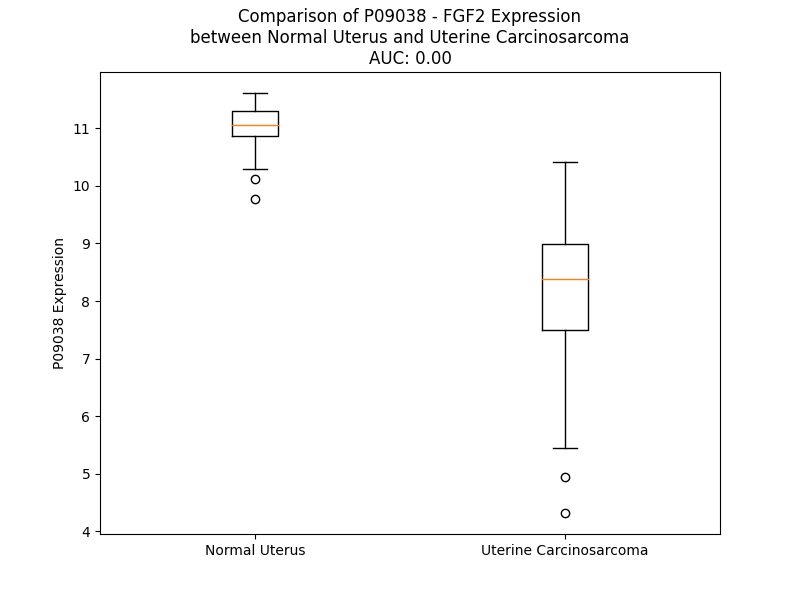 Comparison of P09038 - FGF2 Expression
between Normal Uterus and Uterine Carcinosarcoma
AUC: 0.00
P09038 Expression
11
10
9
8
7
6
5
4
Normal Uterus
Uterine Carcinosarcoma